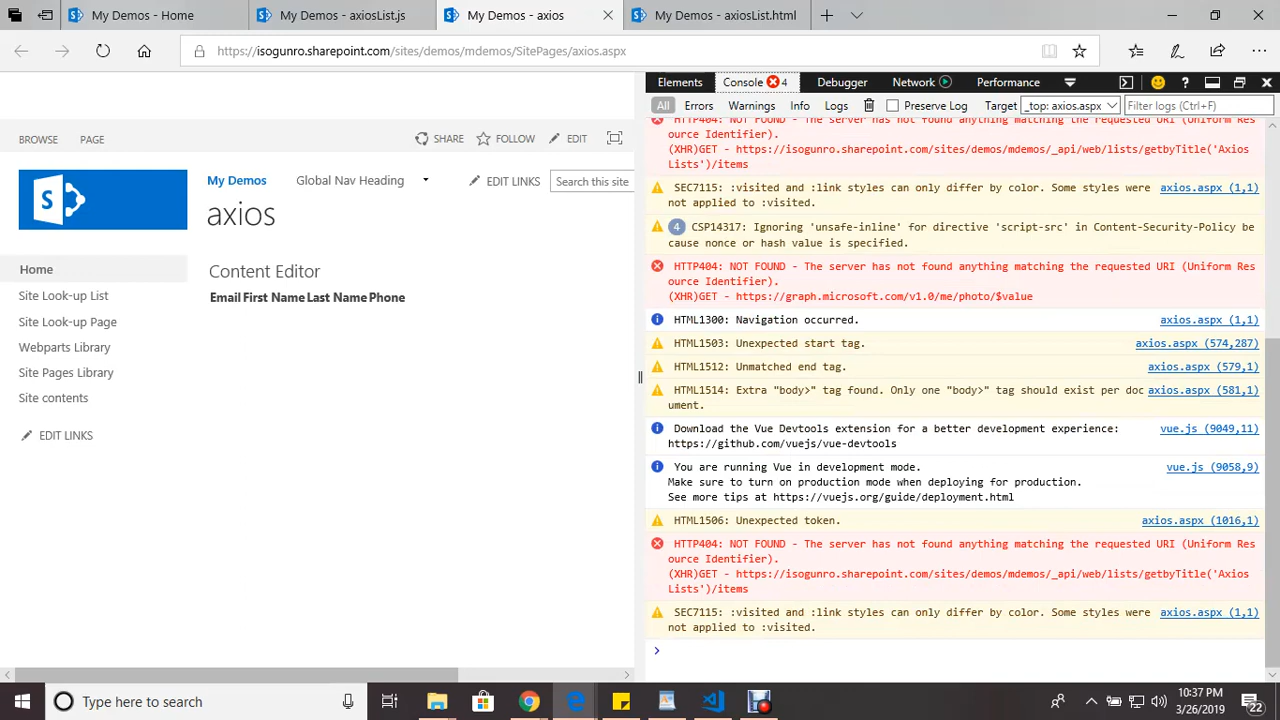 My Demos - Home
My Demos - axiosList.js
My Demos - axios
My Demos - axiosList.html
https://isogunro.sharepoint.com/sites/demos/mdemos/SitePages/axios.aspx
Elements
Console 4
Debugger
Network
Performance
All
Errors
Warnings
Info
Logs
Preserve Log
Target
_top: axios.aspx
Filter logs (Ctrl+F)
BROWSE
PAGE
SHARE
FOLLOW
EDIT
S
My Demos
Global Nav Heading
EDIT LINKS
Search this site
axios
Home
Site Look-up List
Site Look-up Page
Webparts Library
Site Pages Library
Site contents
EDIT LINKS
Content Editor
Email First Name Last Name Phone
HTTP404: NOT FOUND - The server has not found anything matching the requested URI (Uniform Res
ource Identifier).
(XHR)GET - https://isogunro.sharepoint.com/sites/demos/mdemos/_api/web/lists/getbyTitle('Axios
Lists')/items
SEC7115: :visited and :link styles can only differ by color. Some styles were axios.aspx (1,1)
not applied to :visited.
4 CSP14317: Ignoring 'unsafe-inline' for directive 'script-src' in Content-Security-Policy be
cause nonce or hash value is specified.
HTTP404: NOT FOUND - The server has not found anything matching the requested URI (Uniform Res
ource Identifier).
(XHR)GET - https://graph.microsoft.com/v1.0/me/photo/$value
HTML1300: Navigation occurred. axios.aspx (1,1)
HTML1503: Unexpected start tag. axios.aspx (574,287)
HTML1512: Unmatched end tag. axios.aspx (579,1)
HTML1514: Extra "body>" tag found. Only one "body>" tag should exist per doc axios.aspx (581,1)
ument.
Download the Vue Devtools extension for a better development experience: vue.js (9049,11)
https://github.com/vuejs/vue-devtools
You are running Vue in development mode. vue.js (9058,9)
Make sure to turn on production mode when deploying for production.
See more tips at https://vuejs.org/guide/deployment.html
HTML1506: Unexpected token. axios.aspx (1016,1)
HTTP404: NOT FOUND - The server has not found anything matching the requested URI (Uniform Res
ource Identifier).
(XHR)GET - https://isogunro.sharepoint.com/sites/demos/mdemos/_api/web/lists/getbyTitle('Axios
Lists')/items
SEC7115: :visited and :link styles can only differ by color. Some styles were axios.aspx (1,1)
not applied to :visited.
Type here to search
10:37 PM
3/26/2019
22